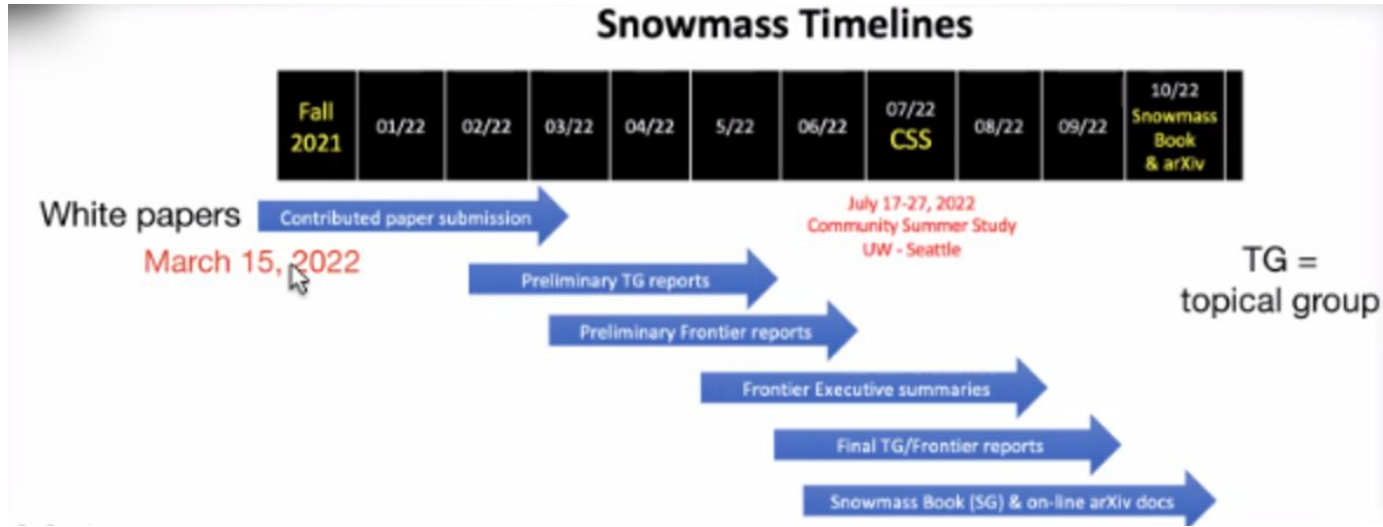 Snowmass Timelines
Fall
2021
01/22
02/22
03/22
04/22
5/22
06/22
07/22
CSS
08/22
09/22
10/22
Snowmass
Book
& arXiv
White papers
Contributed paper submission
March 15, 2022
July 17-27, 2022
Community Summer Study
UW - Seattle
TG =
topical group
Preliminary TG reports
Preliminary Frontier reports
Frontier Executive summaries
Final TG/Frontier reports
Snowmass Book (SG) & on-line arXiv docs